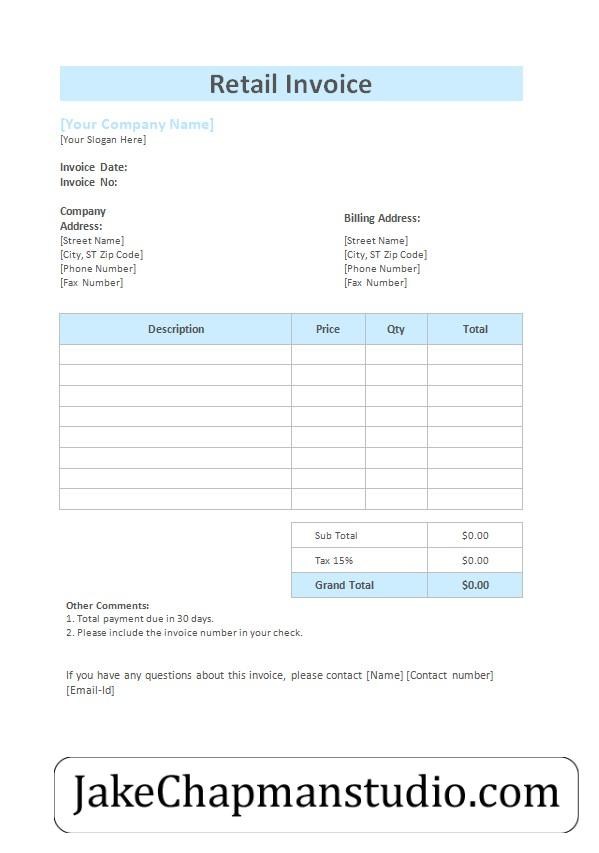 Retail Invoice
[Your Company Name]
[Your Slogan Here]
Invoice Date:
Invoice No:
Company
Address:
[Street Name]
[City, ST Zip Code]
[Phone Number]
[Fax Number]
Billing Address:
[Street Name]
[City, ST Zip Code]
[Phone Number]
[Fax Number]
Description Price Qty Total
Sub Total $0.00
Tax 15% $0.00
Grand Total $0.00
Other Comments:
1. Total payment due in 30 days.
2. Please include the invoice number in your check.
If you have any questions about this invoice, please contact [Name] [Contact number]
[Email-Id]
JakeChapmanstudio.com